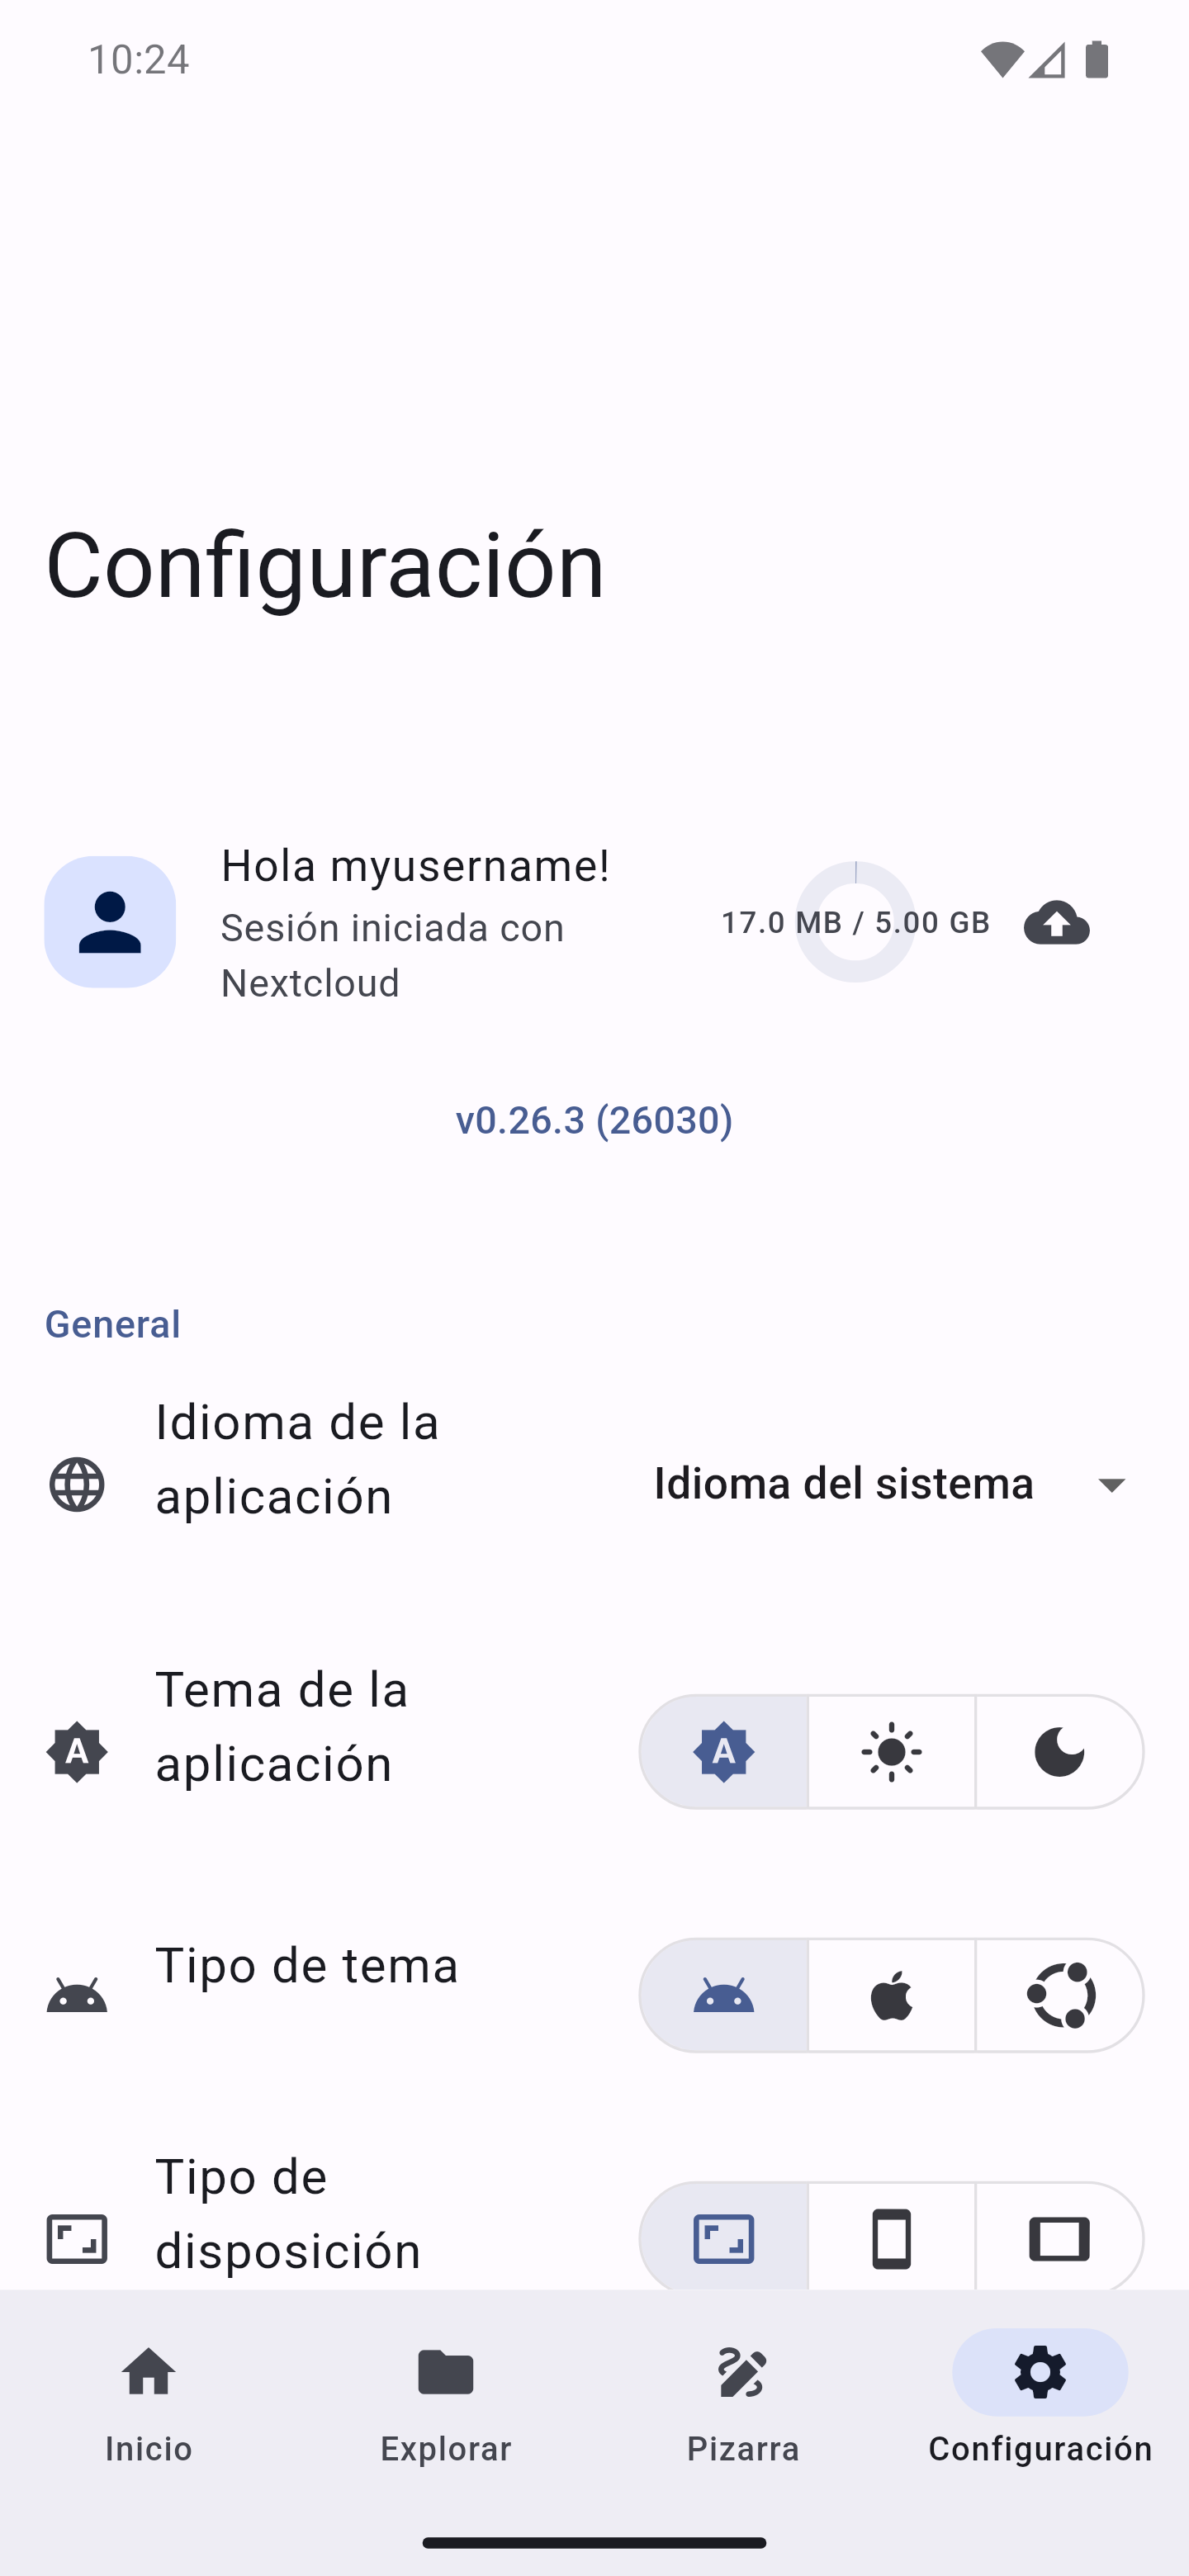 10:24
Configuración
Hola myusername!
Sesión iniciada con
Nextcloud
17.0 MB / 5.00 GB
v0.26.3 (26030)
General
Idioma de la
aplicación
Idioma del sistema
Tema de la
aplicación
Tipo de tema
Tipo de
disposición
Inicio
Explorar
Pizarra
Configuración